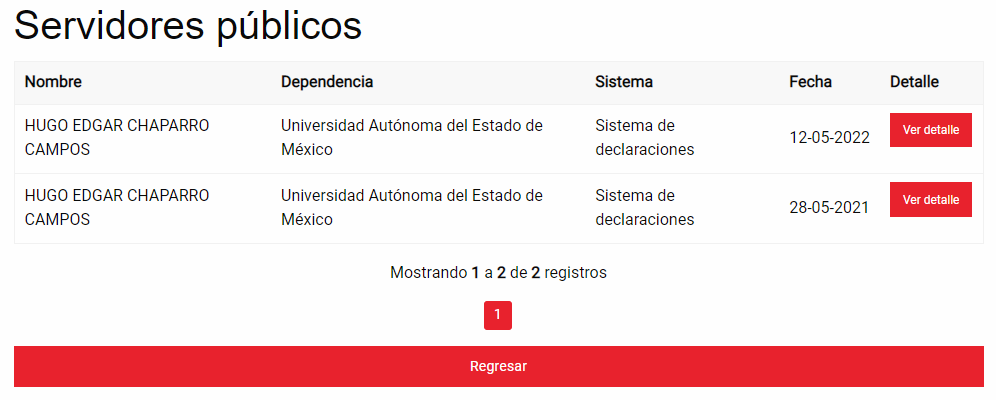 Servidores públicos
Nombre Dependencia Sistema Fecha Detalle
HUGO EDGAR CHAPARRO CAMPOS Universidad Autónoma del Estado de México Sistema de declaraciones 12-05-2022 Ver detalle
HUGO EDGAR CHAPARRO CAMPOS Universidad Autónoma del Estado de México Sistema de declaraciones 28-05-2021 Ver detalle
Mostrando 1 a 2 de 2 registros
1
Regresar